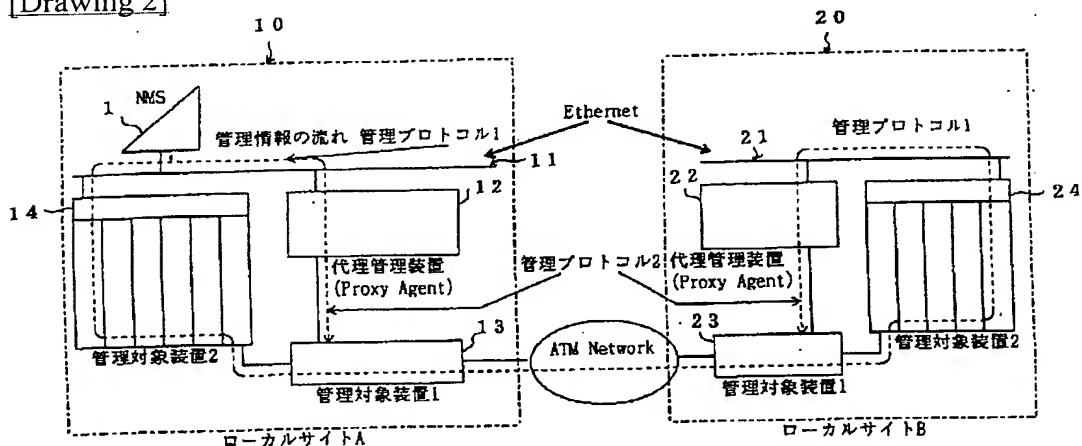 [Drawing 2]
10
20
NMS
1
管理情報の流れ 管理プロトコル1
Ethernet
管理プロトコル1
11
21
12
22
14
24
代理管理装置
(Proxy Agent)
管理プロトコル2
代理管理装置
(Proxy Agent)
13
23
管理対象装置2
ATM Network
管理対象装置2
管理対象装置1
管理対象装置1
ローカルサイトA
ローカルサイトB